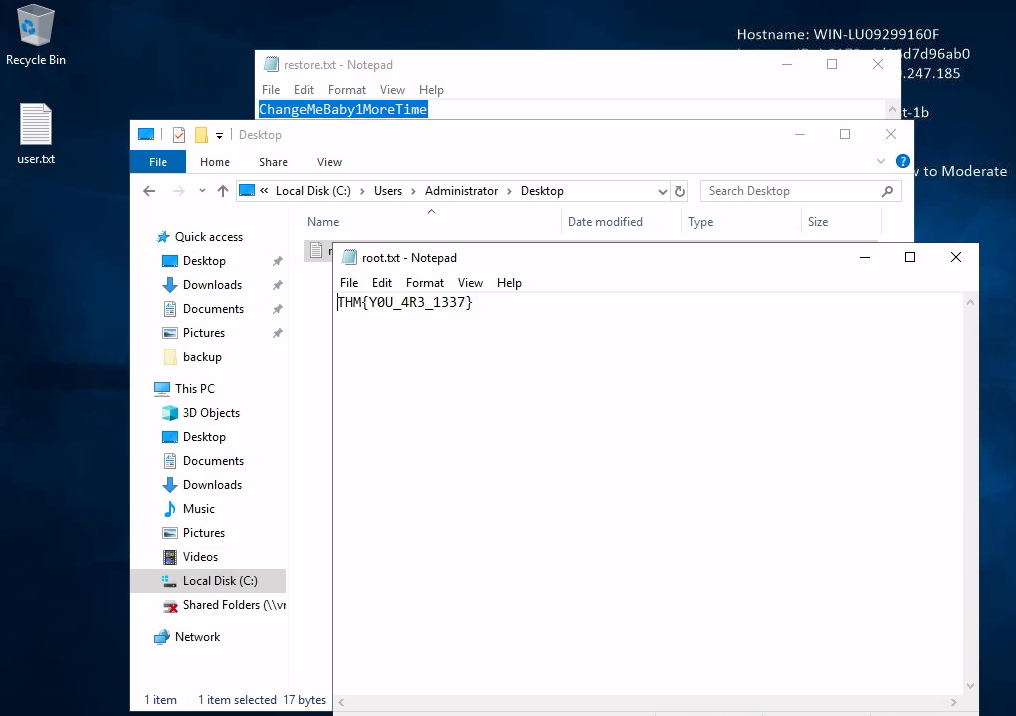 Recycle Bin
user.txt
Hostname: WIN-LU09299160F
d7d96ab0
.247.185
t-1b
w to Moderate
restore.txt - Notepad
File Edit Format View Help
ChangeMeBaby1MoreTime
Desktop
File Home Share View
« Local Disk (C:) > Users > Administrator > Desktop
Search Desktop
Name Date modified Type Size
Quick access
Desktop
Downloads
Documents
Pictures
backup
This PC
3D Objects
Desktop
Documents
Downloads
Music
Pictures
Videos
Local Disk (C:)
Shared Folders (\\vr
Network
1 item 1 item selected 17 bytes
root.txt - Notepad
File Edit Format View Help
THM{Y0U_4R3_1337}